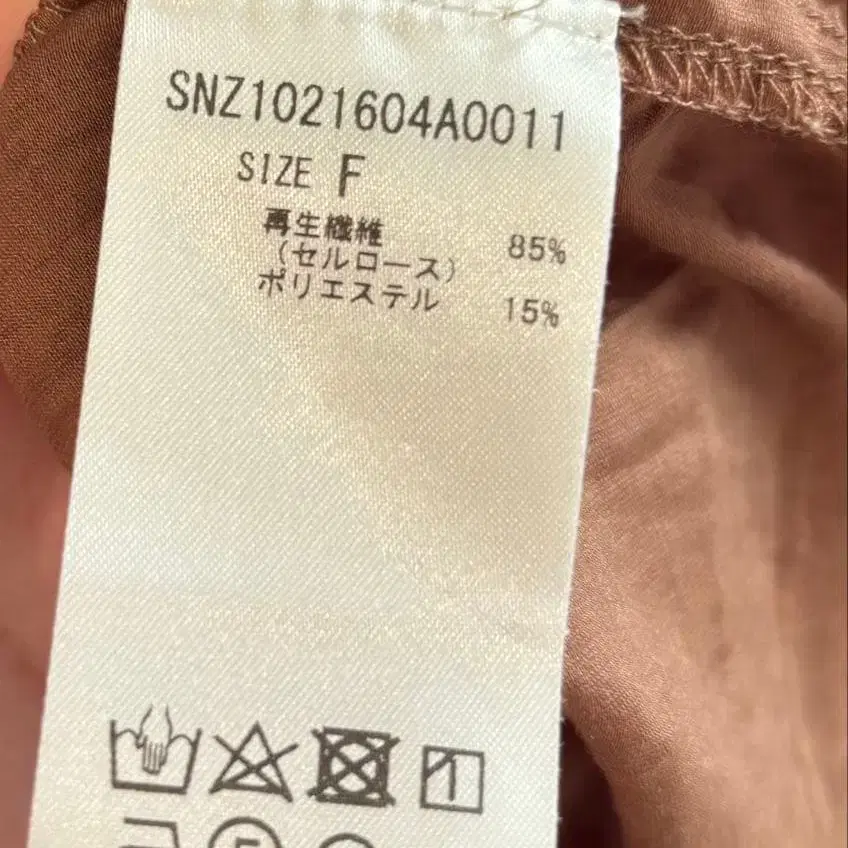 SNZ1021604A0011
SIZE F
再生繊維 85%
(セルロース)
ポリエステル 15%